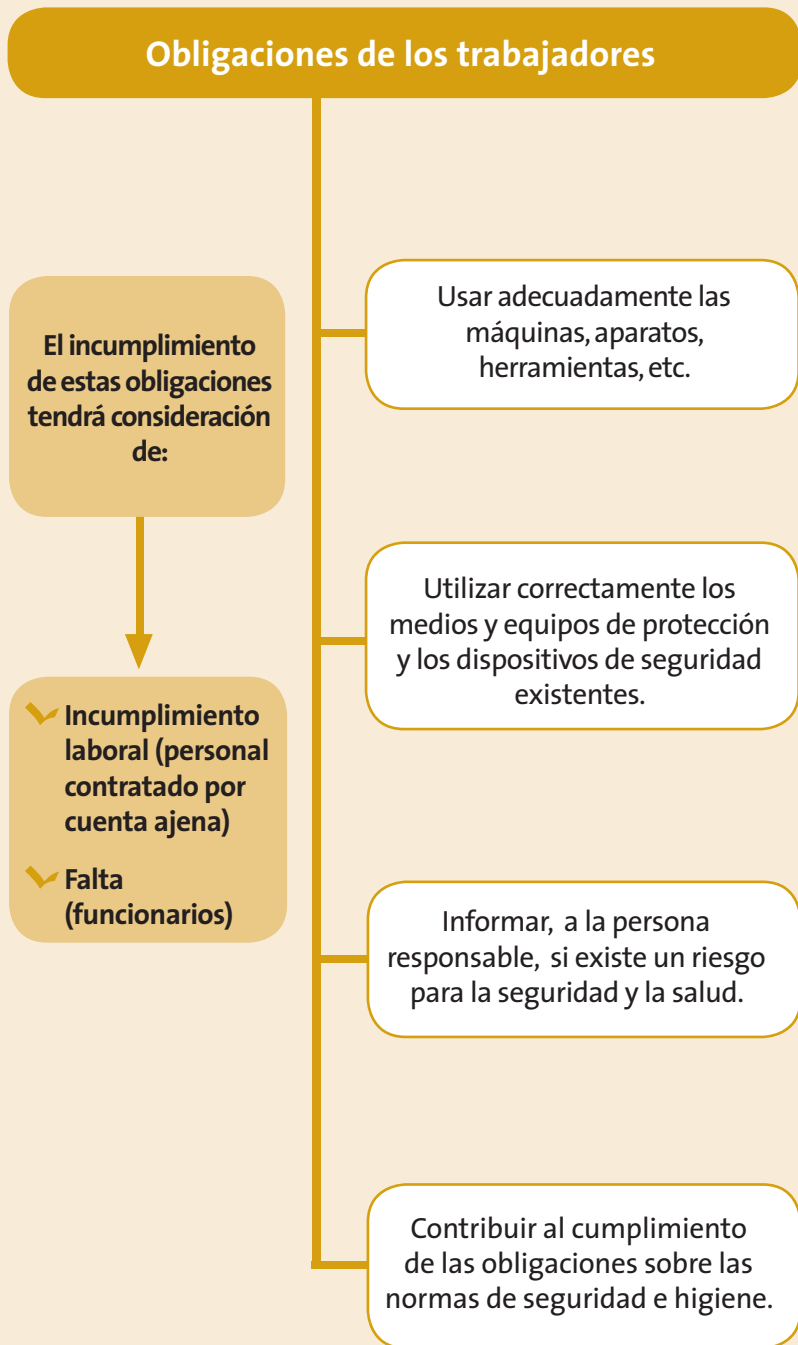 Obligaciones de los trabajadores
El incumplimiento
de estas obligaciones
tendrá consideración
de:
Incumplimiento
laboral (personal
contratado por
cuenta ajena)
Falta
(funcionarios)
Usar adecuadamente las
máquinas, aparatos,
herramientas, etc.
Utilizar correctamente los
medios y equipos de protección
y los dispositivos de seguridad
existentes.
Informar, a la persona
responsable, si existe un riesgo
para la seguridad y la salud.
Contribuir al cumplimiento
de las obligaciones sobre las
normas de seguridad e higiene.